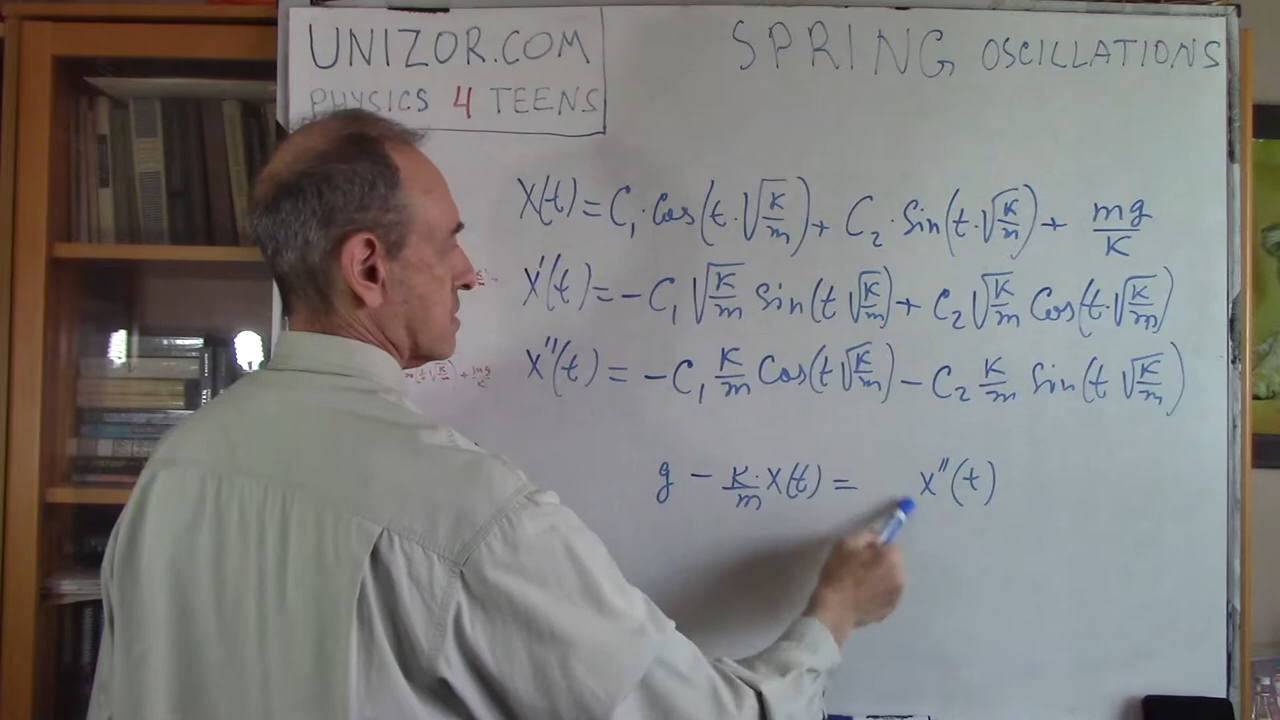 UNIZOR.COM
PHYSICS 4 TEENS
SPRING OSCILLATIONS
X(t) = C₁·Cos(t·√(K/m)) + C₂·Sin(t·√(K/m)) + mg/K
X'(t) = -C₁√(K/m) Sin(t√(K/m)) + C₂√(K/m) Cos(t·√(K/m))
X''(t) = -C₁ K/m Cos(t√(K/m)) - C₂ K/m Sin(t√(K/m))
g - K/m·X(t) = X''(t)